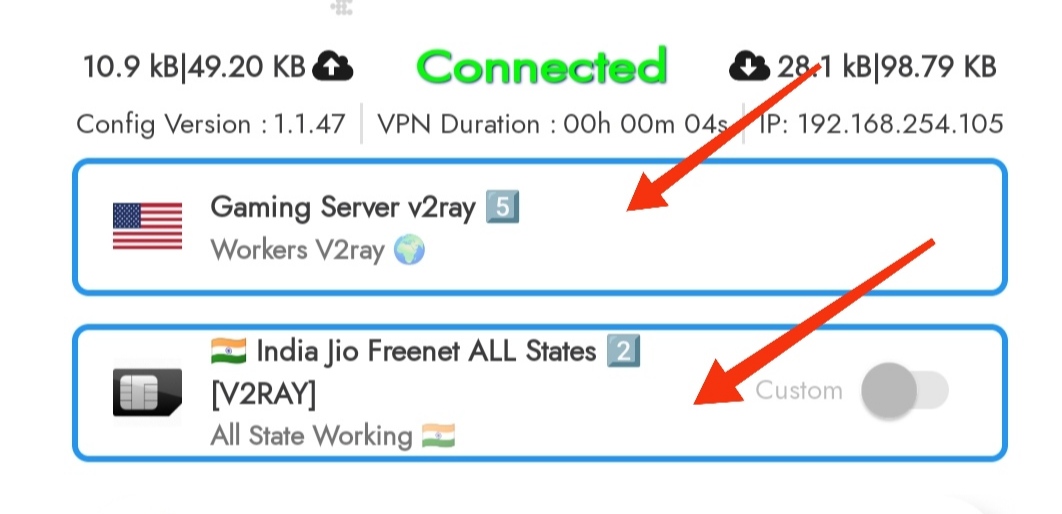 10.9 kB|49.20 KB Connected 28.1 kB|98.79 KB
Config Version : 1.1.47 VPN Duration : 00h 00m 04s IP: 192.168.254.105
Gaming Server v2ray 5️⃣
Workers V2ray 🌍
🇮🇳 India Jio Freenet ALL States 2️⃣
[V2RAY]
Custom
All State Working 🇮🇳